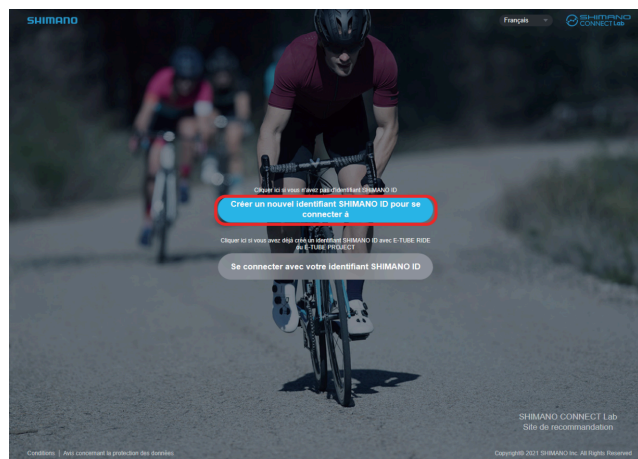 SHIMANO
Français
SHIMANO
CONNECT Lab
Cliquer ici si vous n'avez pas d'identifiant SHIMANO ID
Créer un nouvel identifiant SHIMANO ID pour se
connecter à
Cliquer ici si vous avez déjà créé un identifiant SHIMANO ID avec E-TUBE RIDE
ou E-TUBE PROJECT
Se connecter avec votre identifiant SHIMANO ID
SHIMANO CONNECT Lab
Site de recommandation
Conditions | Avis concernant la protection des données
Copyright© 2021 SHIMANO Inc. All Rights Reserved